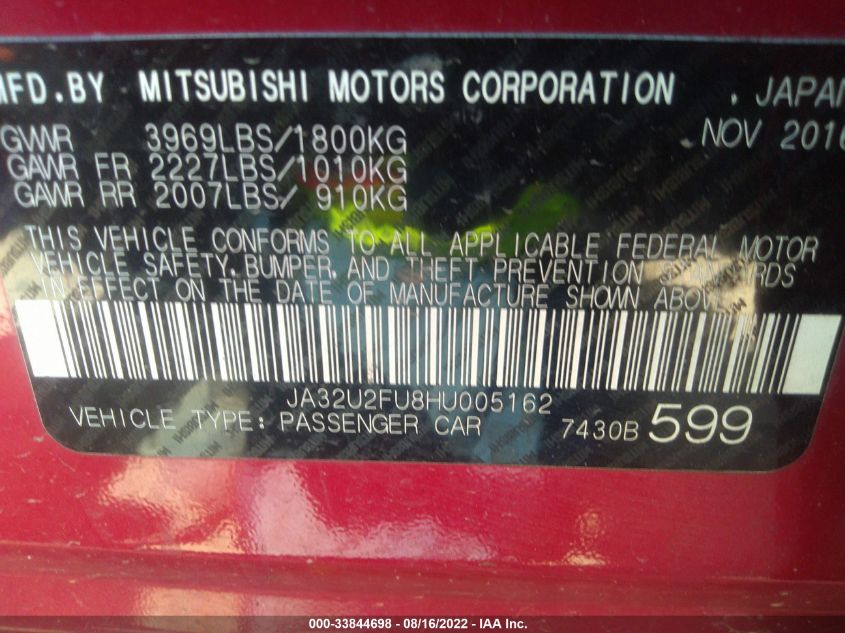 MFD.BY MITSUBISHI MOTORS CORPORATION . JAPAN
GVWR 3969LBS/1800KG NOV 2016
GAWR FR 2227LBS/1010KG
GAWR RR 2007LBS/ 910KG
THIS VEHICLE CONFORMS TO ALL APPLICABLE FEDERAL MOTOR
VEHICLE SAFETY, BUMPER, AND THEFT PREVENTION STANDARDS
IN EFFECT ON THE DATE OF MANUFACTURE SHOWN ABOVE.
JA32U2FU8HU005162
VEHICLE TYPE: PASSENGER CAR 7430B 599
000-33844698 - 08/16/2022 - IAA Inc.